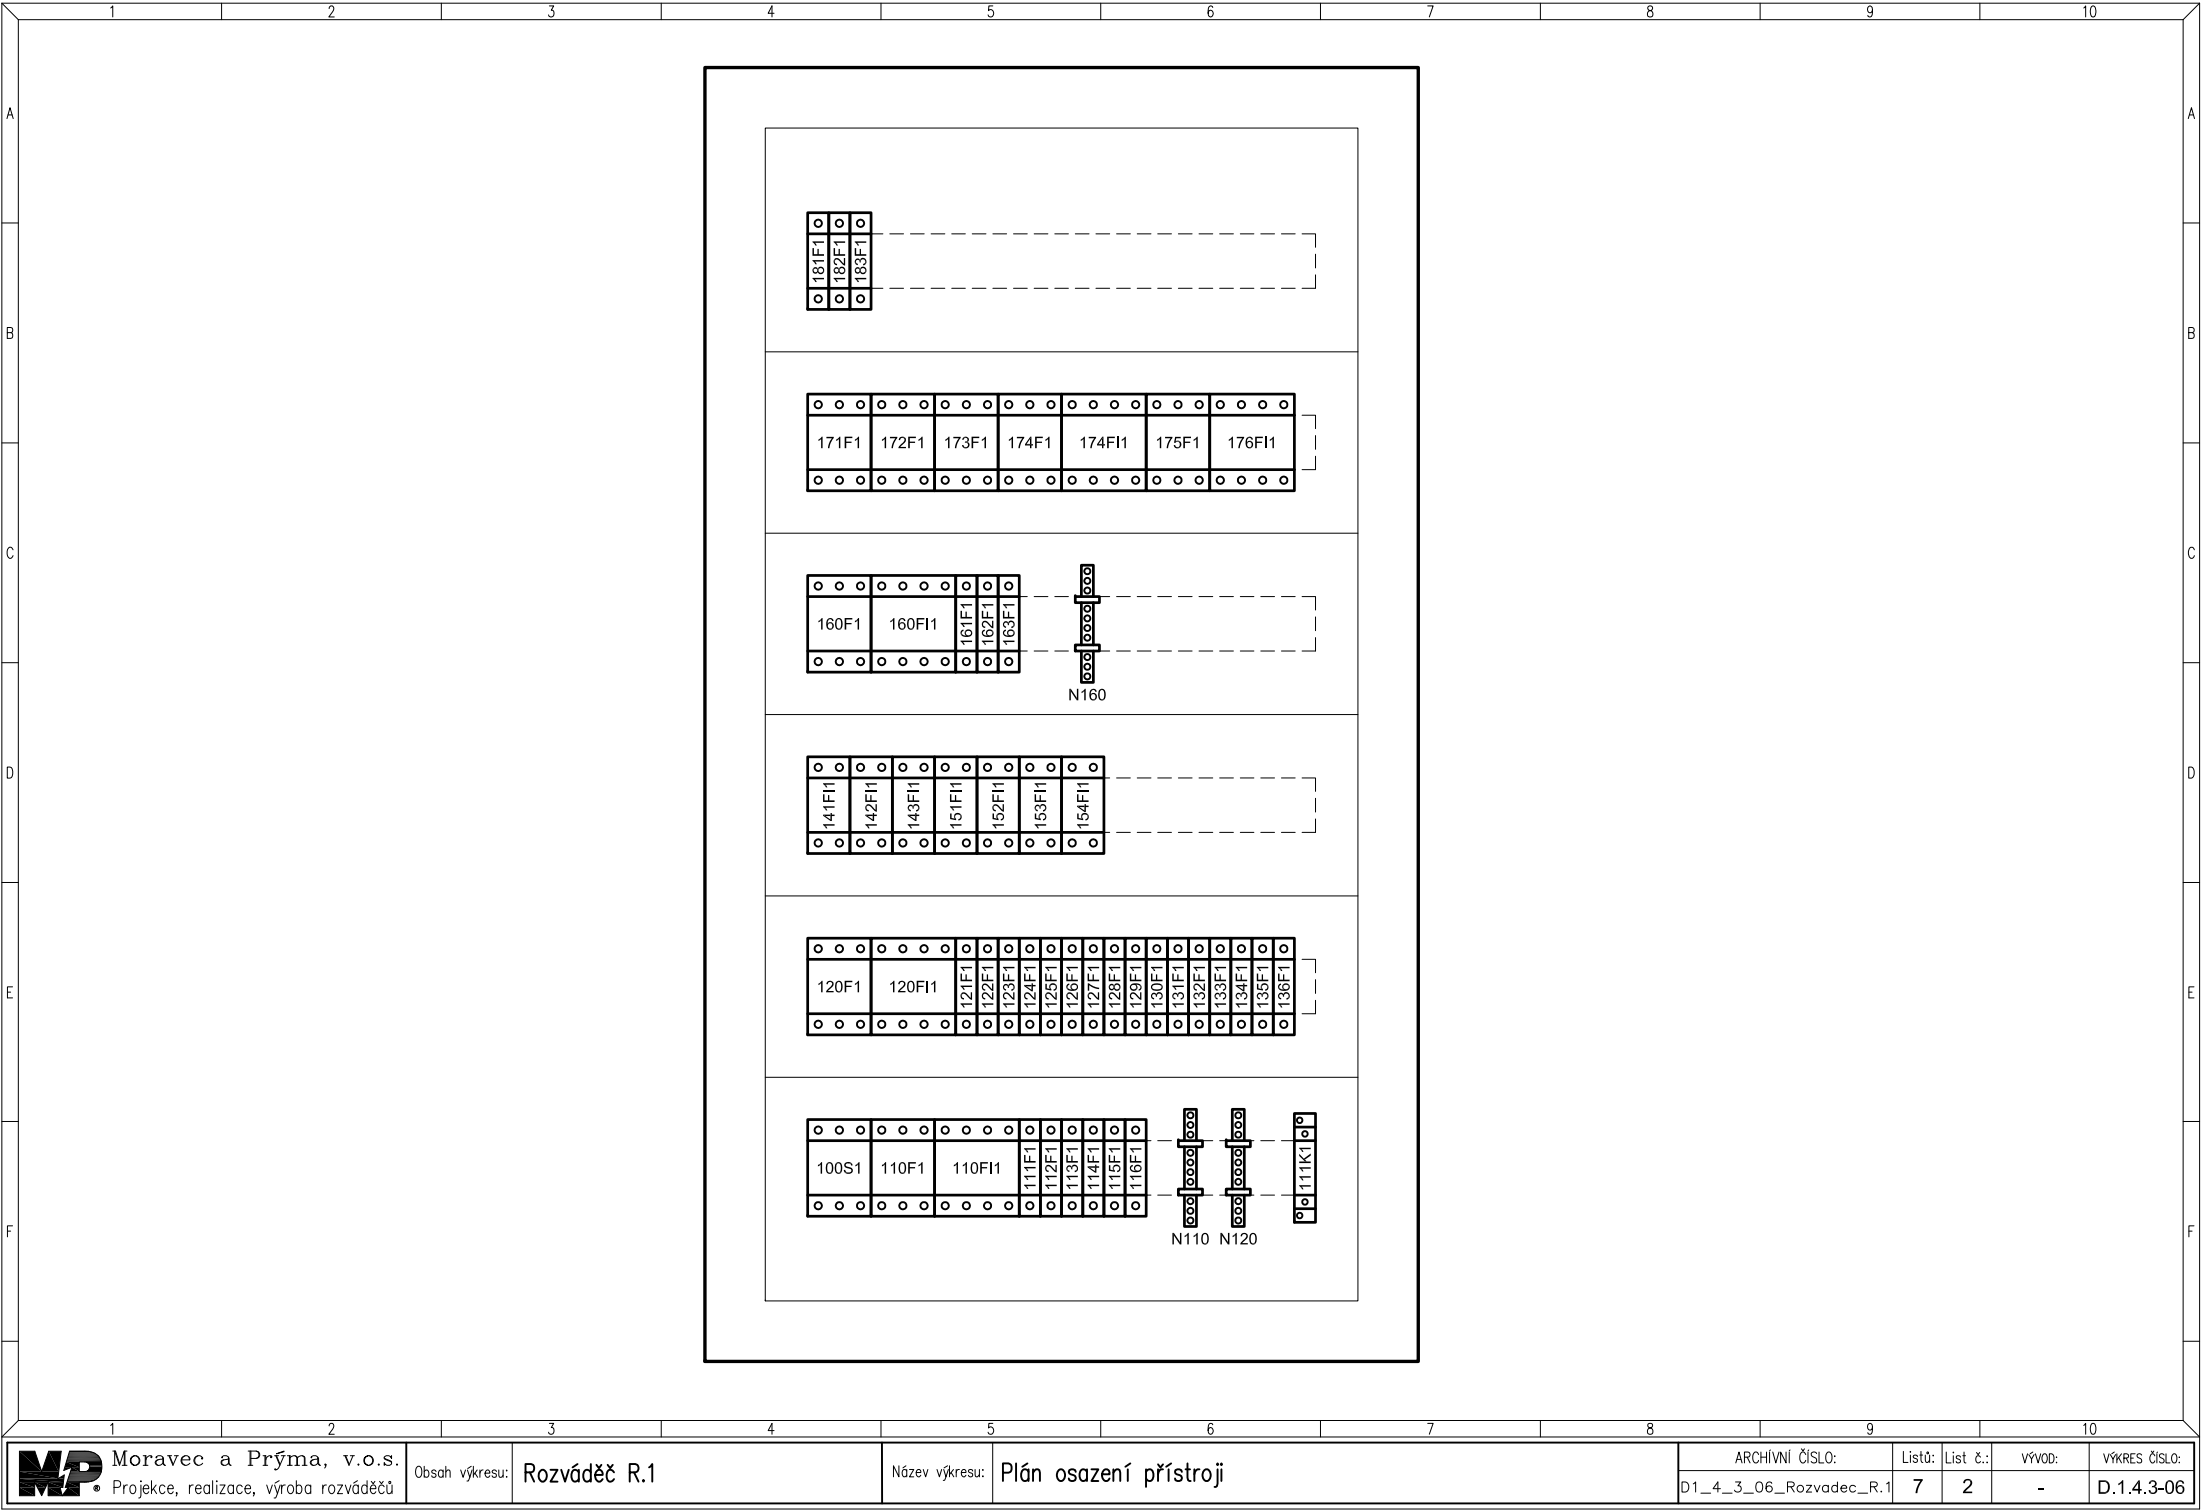 1 2 3 4 5 6 7 8 9 10
A A
181F1 182F1 183F1
B B
171F1 172F1 173F1 174F1 174FI1 175F1 176FI1
C C
160F1 160FI1 161F1 162F1 163F1
N160
D D
141FI1 142FI1 143FI1 151FI1 152FI1 153FI1 154FI1
E E
120F1 120FI1 121F1 122F1 123F1 124F1 125F1 126F1 127F1 128F1 129F1 130F1 131F1 132F1 133F1 134F1 135F1 136F1
100S1 110F1 110FI1 111F1 112F1 113F1 114F1 115F1 116F1 111K1
F F
N110 N120
1 2 3 4 5 6 7 8 9 10
MP Moravec a Prýma, v.o.s.
® Projekce, realizace, výroba rozváděčů
Obsah výkresu: Rozváděč R.1
Název výkresu: Plán osazení přístroji
ARCHÍVNÍ ČÍSLO: Listů: List č.: VÝVOD: VÝKRES ČÍSLO:
D1_4_3_06_Rozvadec_R.1 7 2 - D.1.4.3-06